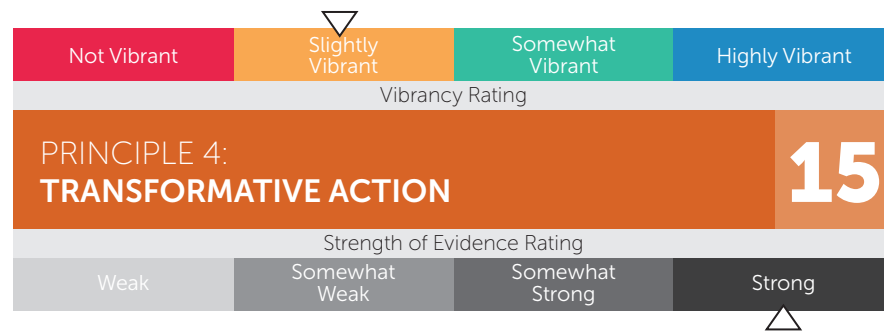 Not Vibrant
Slightly
Vibrant
Somewhat
Vibrant
Highly Vibrant
Vibrancy Rating
PRINCIPLE 4:
TRANSFORMATIVE ACTION
15
Strength of Evidence Rating
Weak
Somewhat
Weak
Somewhat
Strong
Strong